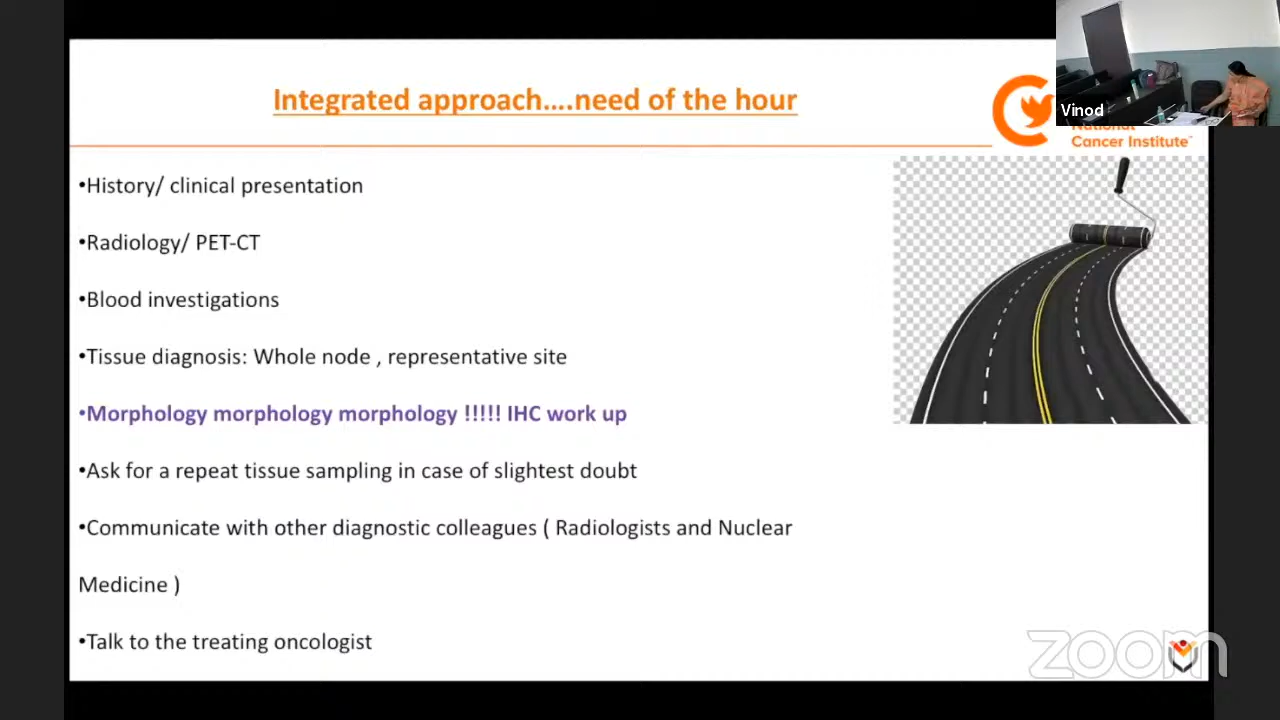 Integrated approach....need of the hour
Vinod
National
Cancer Institute™
•History/ clinical presentation
•Radiology/ PET-CT
•Blood investigations
•Tissue diagnosis: Whole node , representative site
•Morphology morphology morphology !!!!! IHC work up
•Ask for a repeat tissue sampling in case of slightest doubt
•Communicate with other diagnostic colleagues ( Radiologists and Nuclear
Medicine )
•Talk to the treating oncologist
zoom